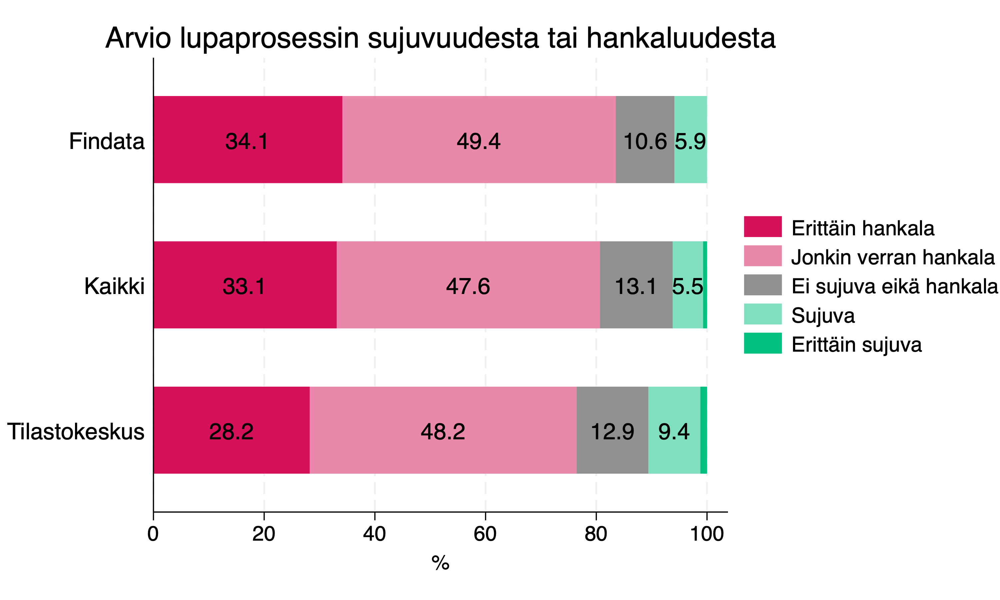 Arvio lupaprosessin sujuvuudesta tai hankaluudesta
Findata
34.1
49.4
10.6
5.9
Kaikki
33.1
47.6
13.1
5.5
Tilastokeskus
28.2
48.2
12.9
9.4
0
20
40
60
80
100
%
Erittäin hankala
Jonkin verran hankala
Ei sujuva eikä hankala
Sujuva
Erittäin sujuva